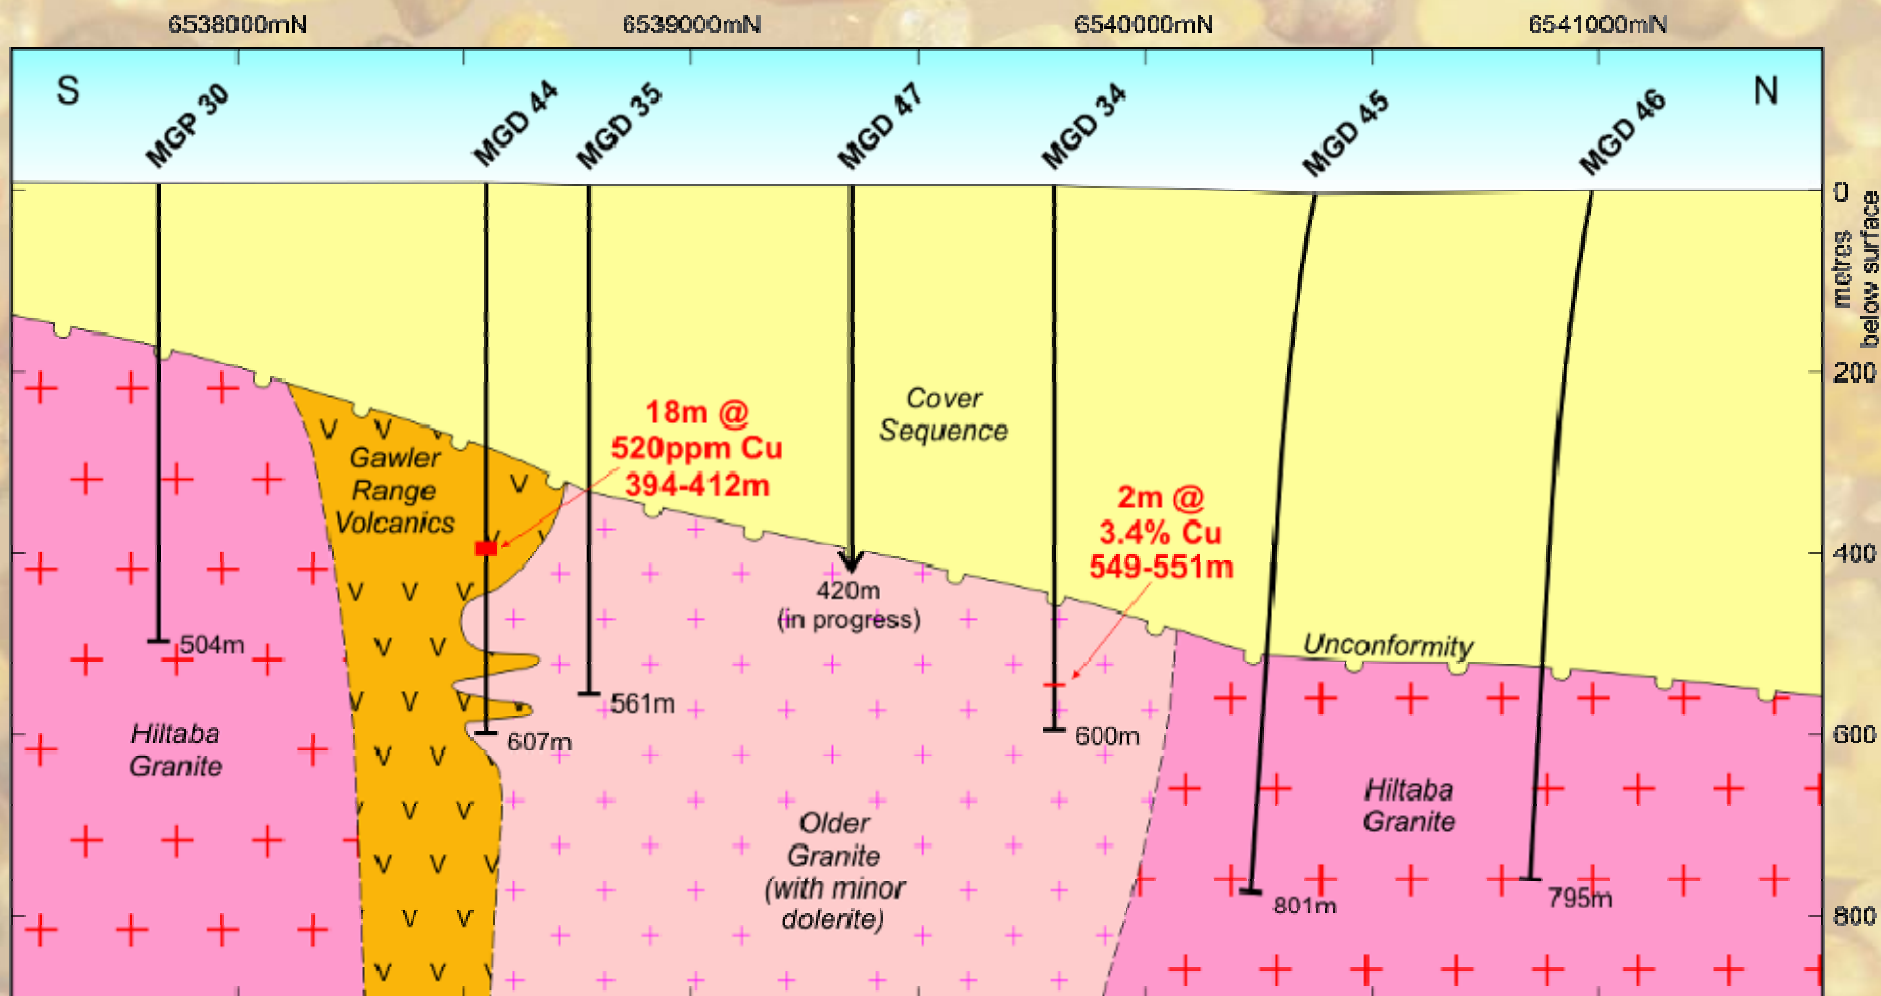 6538000mN
6539000mN
6540000mN
6541000mN
S
MGP 30
MGD 44
MGD 35
MGD 47
MGD 34
MGD 45
MGD 46
N
0
200
400
600
800
metres
below surface
Cover
Sequence
18m @
520ppm Cu
394-412m
Gawler
Range
Volcanics
2m @
3.4% Cu
549-551m
420m
(in progress)
504m
561m
607m
600m
Unconformity
Hiltaba
Granite
Older
Granite
(with minor
dolerite)
Hiltaba
Granite
801m
795m